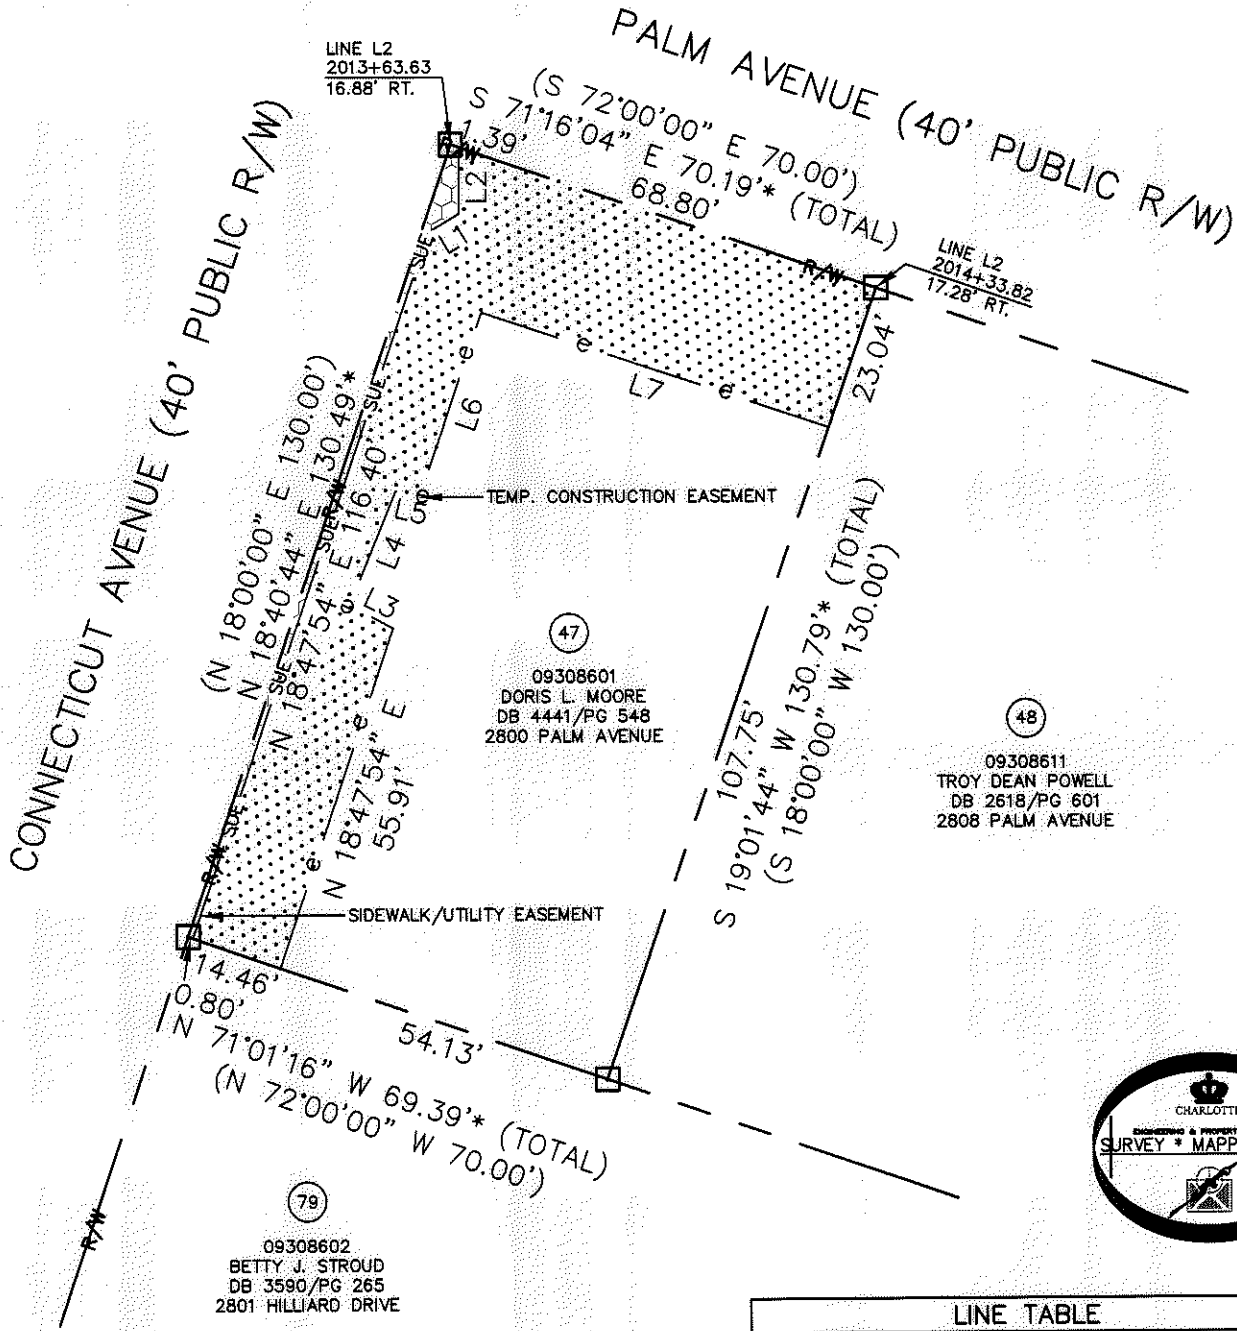 PALM AVENUE (40' PUBLIC R/W)
LINE L2
2013+63.63
16.88' RT.
(S 72°00'00" E 70.00')
S 71°16'04" E 70.19'* (TOTAL)
1.39'
68.80'
R/W
R/W
LINE L2
2014+33.82
17.28' RT.
L2
L1
SUE
23.04'
CONNECTICUT AVENUE (40' PUBLIC R/W)
e
e
L7
e
L6
SUE
(N 18°00'00" E 130.00')
N 18°40'44" E 130.49'*
N 18°47'54" E 116.40'
R/W
SUE
L5
TEMP. CONSTRUCTION EASEMENT
L4
e
L3
SUE
47
09308601
DORIS L. MOORE
DB 4441/PG 548
2800 PALM AVENUE
107.75'
S 19°01'44" W 130.79'* (TOTAL)
(S 18°00'00" W 130.00')
48
09308611
TROY DEAN POWELL
DB 2618/PG 601
2808 PALM AVENUE
e
N 18°47'54" E
55.91'
e
SUE
R/W
SIDEWALK/UTILITY EASEMENT
14.46'
0.80'
54.13'
N 71°01'16" W 69.39'* (TOTAL)
(N 72°00'00" W 70.00')
R/W
79
09308602
BETTY J. STROUD
DB 3590/PG 265
2801 HILLIARD DRIVE
CHARLOTTE
ENGINEERING & PROPERT
SURVEY * MAPP
LINE TABLE